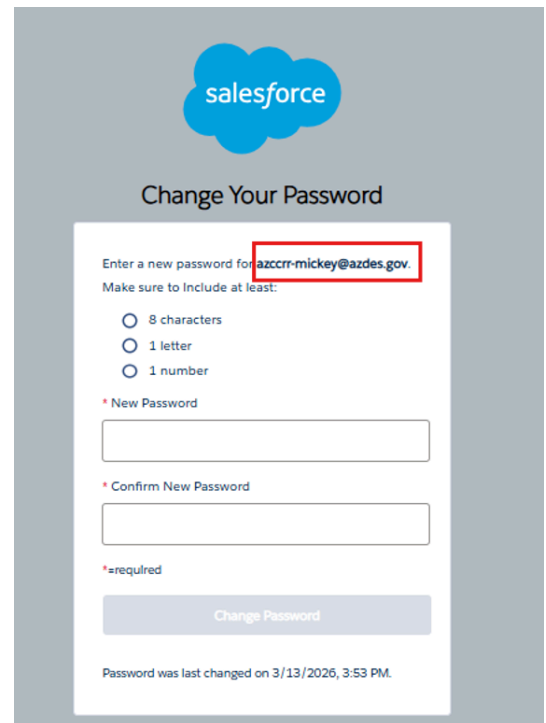 salesforce
Change Your Password
Enter a new password for azccrr-mickey@azdes.gov.
Make sure to Include at least:
8 characters
1 letter
1 number
* New Password
* Confirm New Password
*=required
Change Password
Password was last changed on 3/13/2026, 3:53 PM.